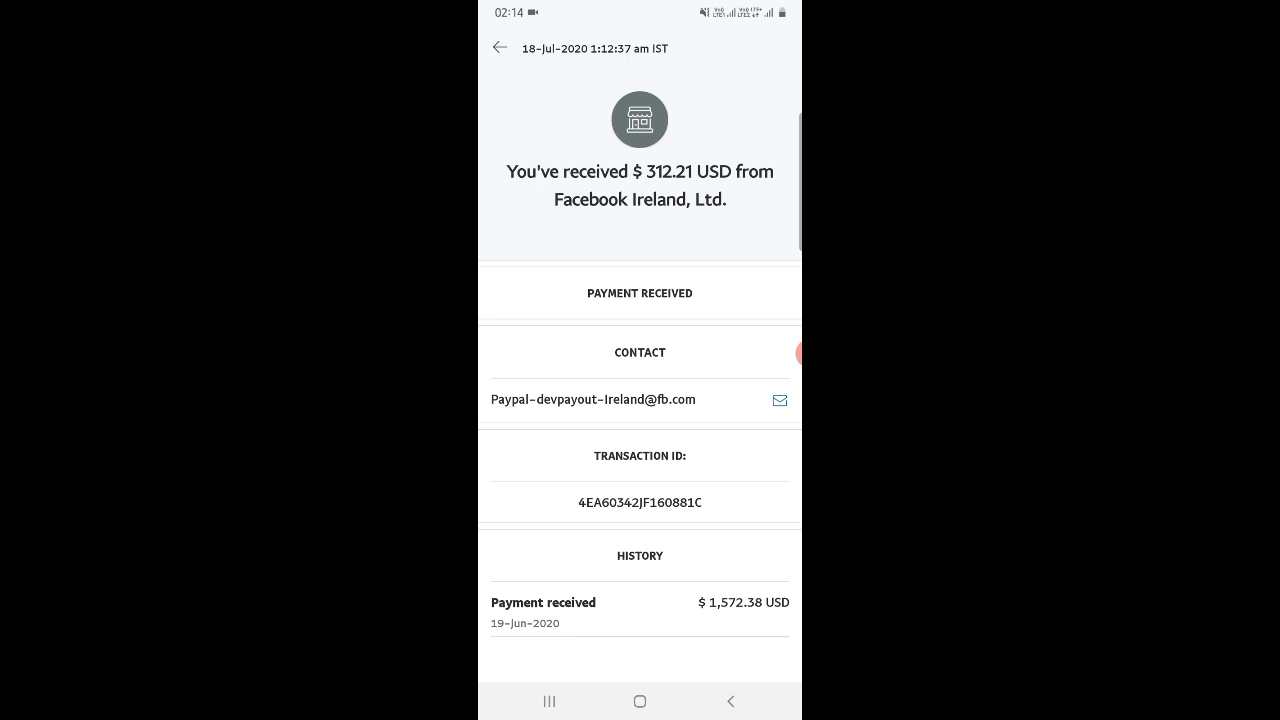 02:14
18-Jul-2020 1:12:37 am IST
You've received $ 312.21 USD from
Facebook Ireland, Ltd.
PAYMENT RECEIVED
CONTACT
Paypal-devpayout-Ireland@fb.com
TRANSACTION ID:
4EA60342JF160881C
HISTORY
Payment received $ 1,572.38 USD
19-Jun-2020